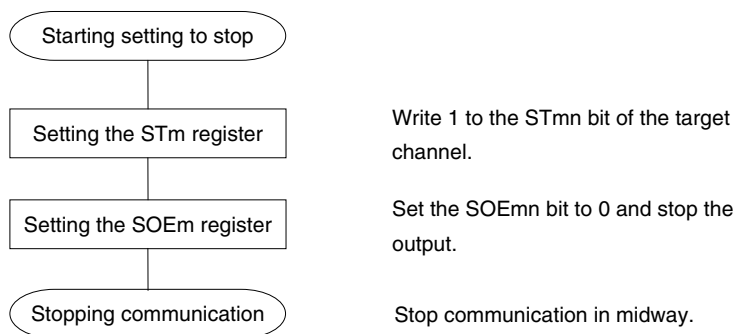 Starting setting to stop
Setting the STm register
Write 1 to the STmn bit of the target
channel.
Setting the SOEm register
Set the SOEmn bit to 0 and stop the
output.
Stopping communication
Stop communication in midway.